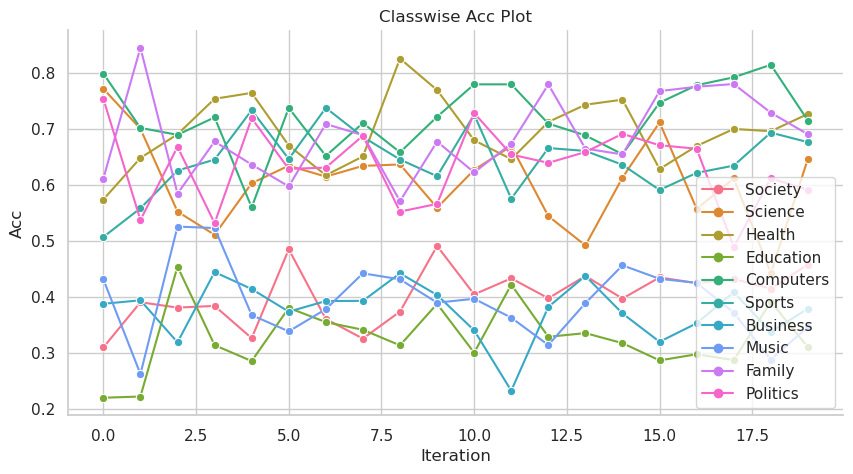 Classwise Acc Plot
Acc
0.8
0.7
0.6
0.5
0.4
0.3
0.2
0.0 2.5 5.0 7.5 10.0 12.5 15.0 17.5
Iteration
Society
Science
Health
Education
Computers
Sports
Business
Music
Family
Politics